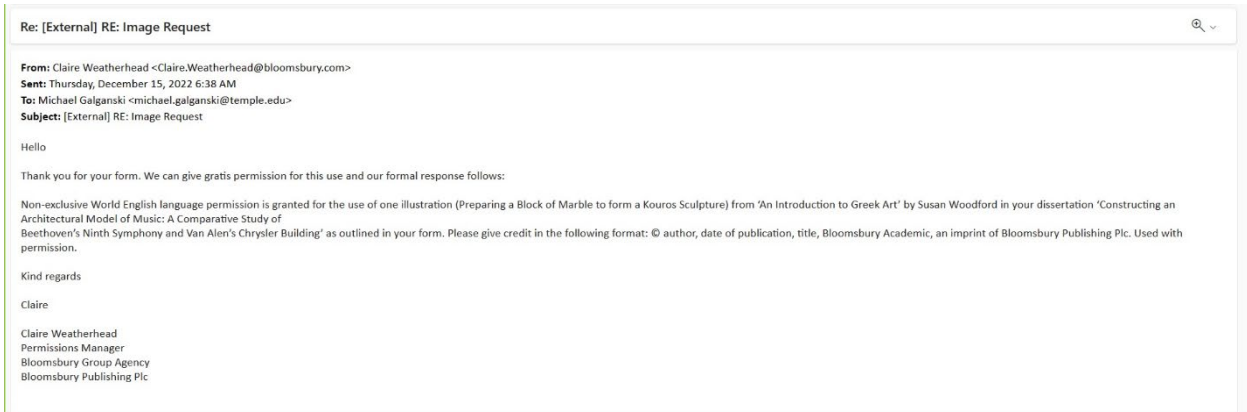 Re: [External] RE: Image Request
From: Claire Weatherhead <Claire.Weatherhead@bloomsbury.com>
Sent: Thursday, December 15, 2022 6:38 AM
To: Michael Galganski <michael.galganski@temple.edu>
Subject: [External] RE: Image Request
Hello
Thank you for your form. We can give gratis permission for this use and our formal response follows:
Non-exclusive World English language permission is granted for the use of one illustration (Preparing a Block of Marble to form a Kouros Sculpture) from ‘An Introduction to Greek Art’ by Susan Woodford in your dissertation ‘Constructing an
Architectural Model of Music: A Comparative Study of
Beethoven’s Ninth Symphony and Van Alen’s Chrysler Building’ as outlined in your form. Please give credit in the following format: © author, date of publication, title, Bloomsbury Academic, an imprint of Bloomsbury Publishing Plc. Used with
permission.
Kind regards
Claire
Claire Weatherhead
Permissions Manager
Bloomsbury Group Agency
Bloomsbury Publishing Plc